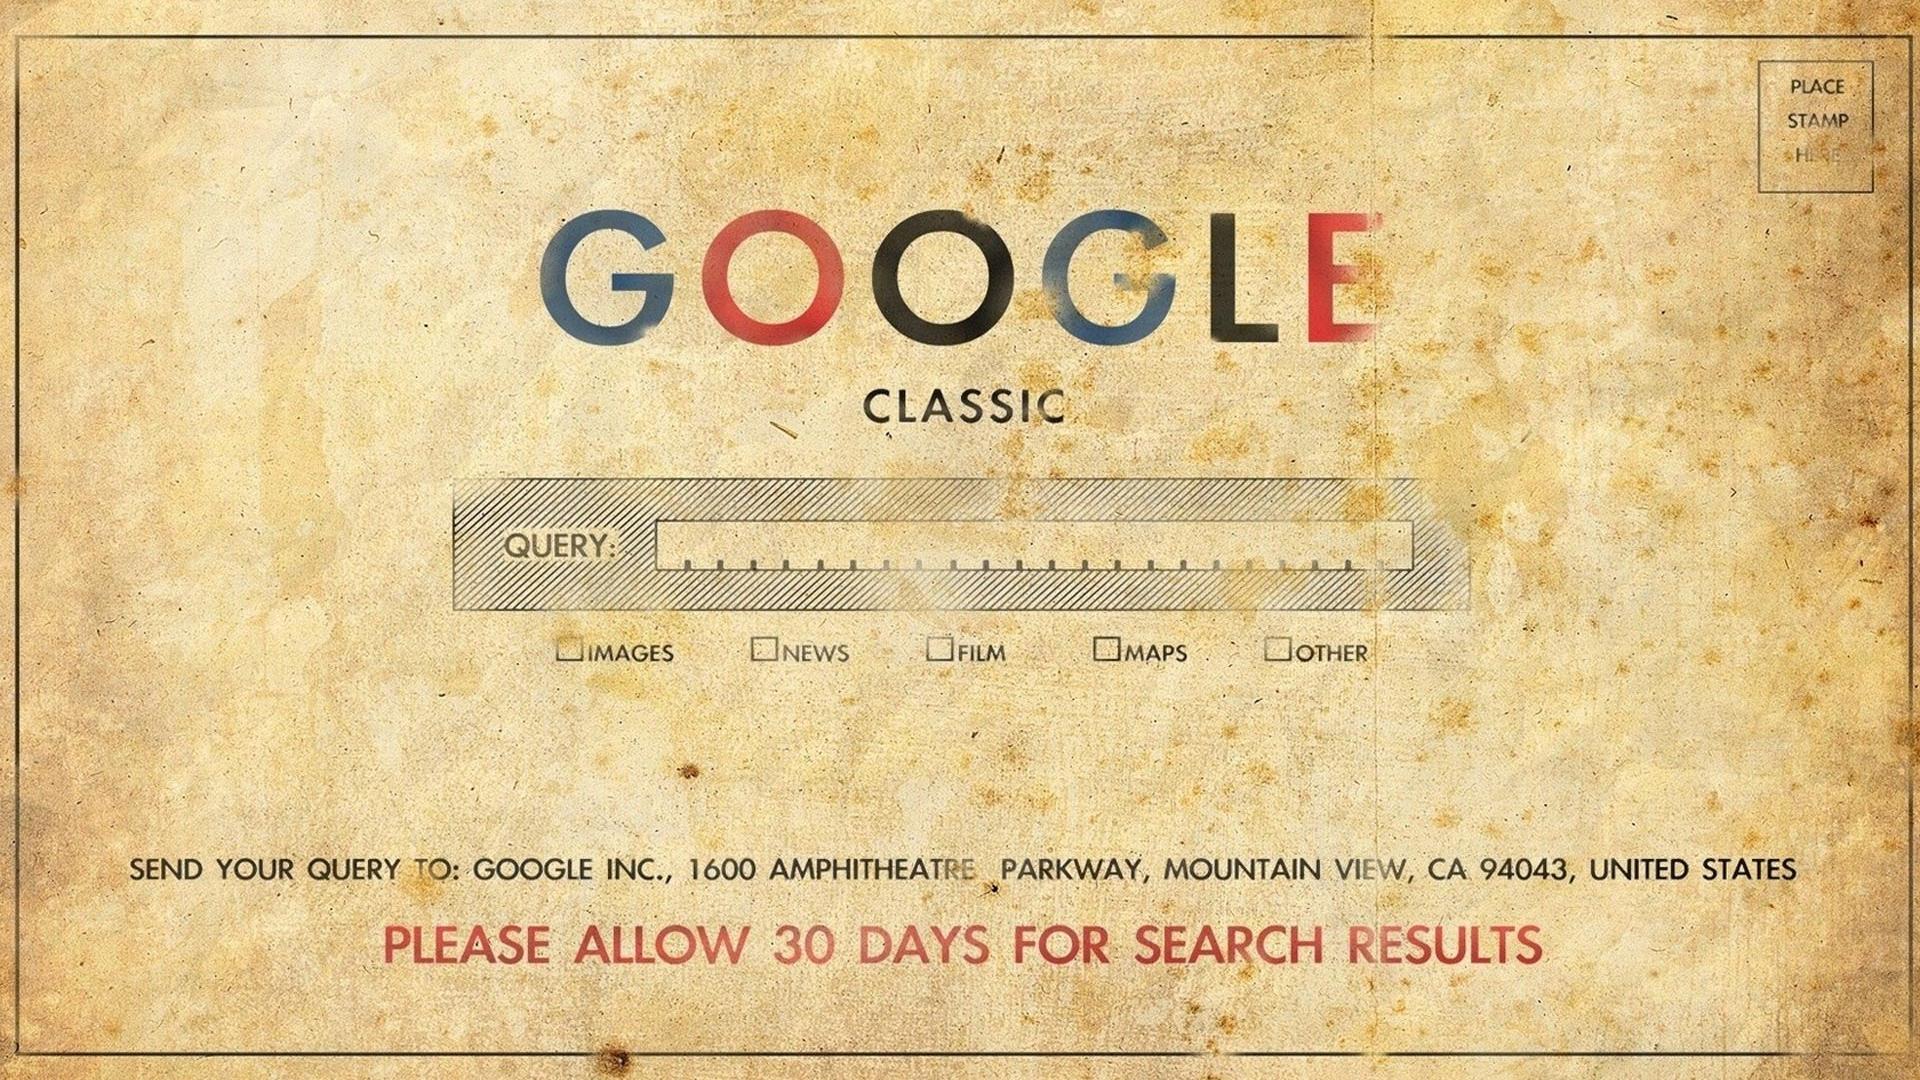 PLACE
STAMP
HERE
GOOGLE
CLASSIC
QUERY:
IMAGES NEWS FILM MAPS OTHER
SEND YOUR QUERY TO: GOOGLE INC., 1600 AMPHITHEATRE PARKWAY, MOUNTAIN VIEW, CA 94043, UNITED STATES
PLEASE ALLOW 30 DAYS FOR SEARCH RESULTS